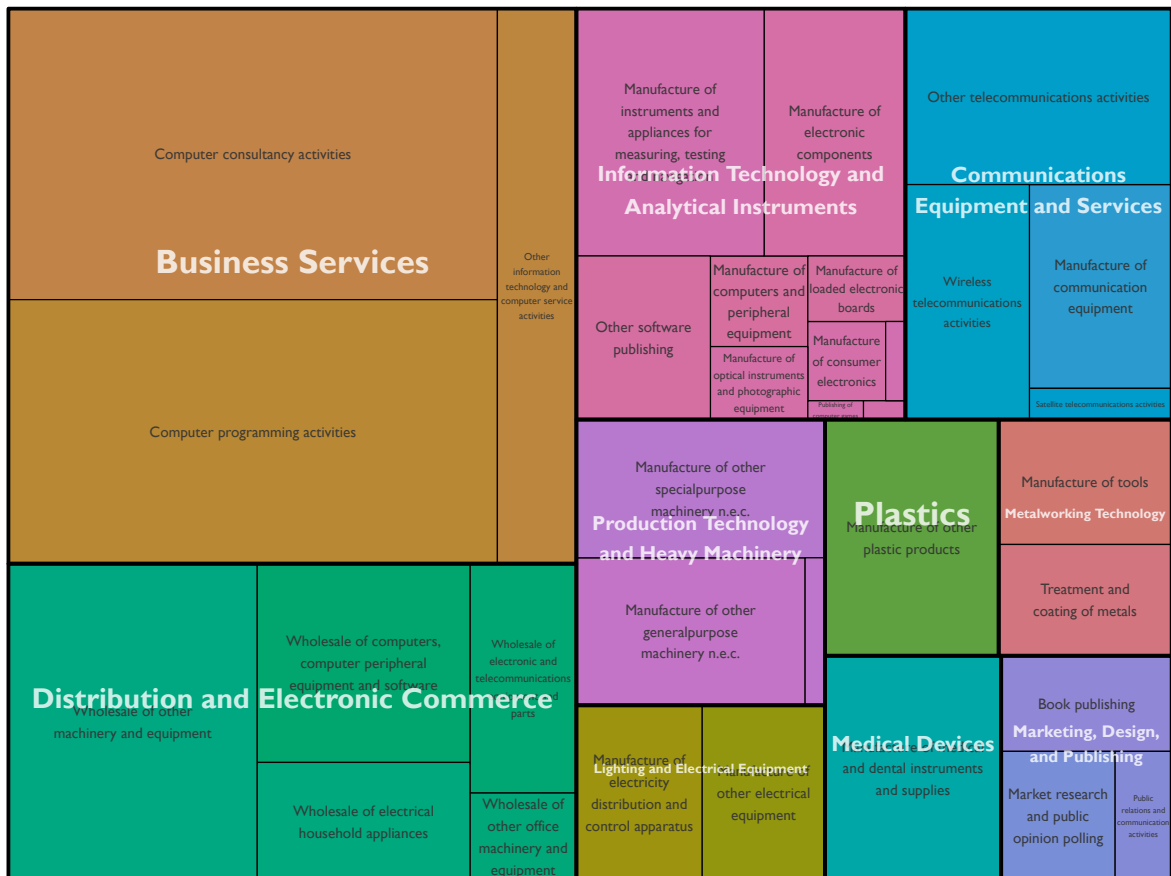 Computer consultancy activities
Business Services
Computer programming activities
Other
information
technology and
computer service
activities
Manufacture of
instruments and
appliances for
measuring, testing
Manufacture of
electronic
components
Information Technology and
Analytical Instruments
Other software
publishing
Manufacture of
computers and
peripheral
equipment
Manufacture of
optical instruments
and photographic
equipment
Manufacture of
loaded electronic
boards
Manufacture
of consumer
electronics
Publishing of
computer games
Other telecommunications activities
Communications
Equipment and Services
Wireless
telecommunications
activities
Manufacture of
communication
equipment
Satellite telecommunications activities
Wholesale of other
machinery and equipment
Distribution and Electronic Commerce
Wholesale of computers,
computer peripheral
equipment and software
Wholesale of electrical
household appliances
Wholesale of
electronic and
telecommunications
and
parts
Wholesale of
other office
machinery and
equipment
Manufacture of other
specialpurpose
machinery n.e.c.
Production Technology
and Heavy Machinery
Manufacture of other
generalpurpose
machinery n.e.c.
Plastics
Manufacture of other
plastic products
Manufacture of tools
Metalworking Technology
Treatment and
coating of metals
Manufacture of
electricity
distribution and
control apparatus
Lighting and Electrical Equipment
Manufacture of
other electrical
equipment
Medical Devices
and dental instruments
and supplies
Book publishing
Marketing, Design,
and Publishing
Market research
and public
opinion polling
Public
relations and
communication
activities